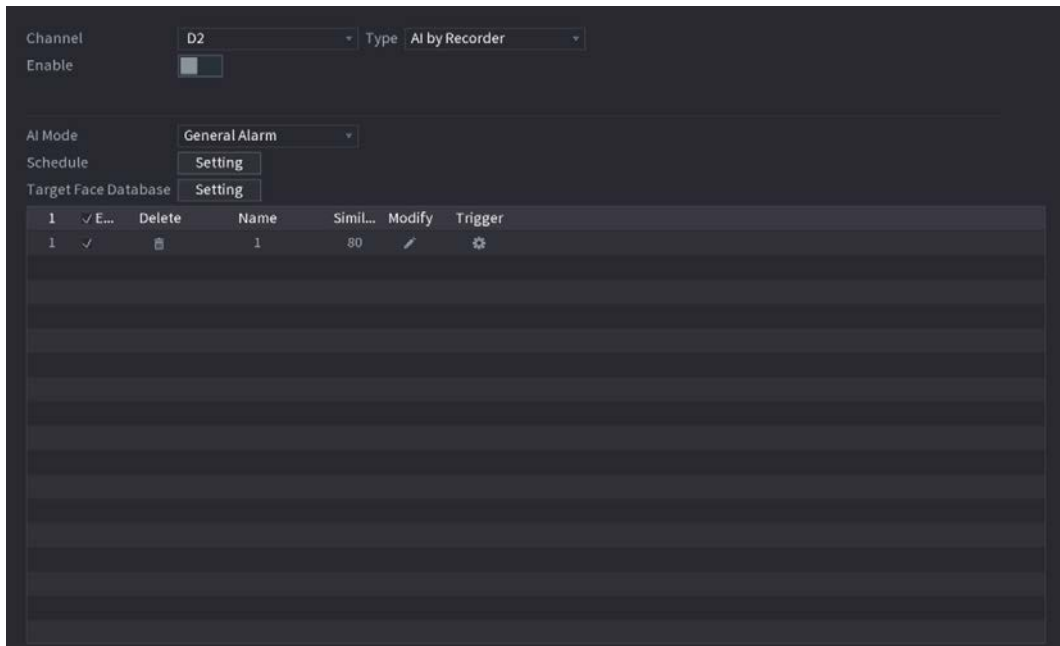 Channel D2 Type AI by Recorder
Enable
AI Mode General Alarm
Schedule Setting
Target Face Database Setting
1 E... Delete Name Simil... Modify Trigger
1 1 80